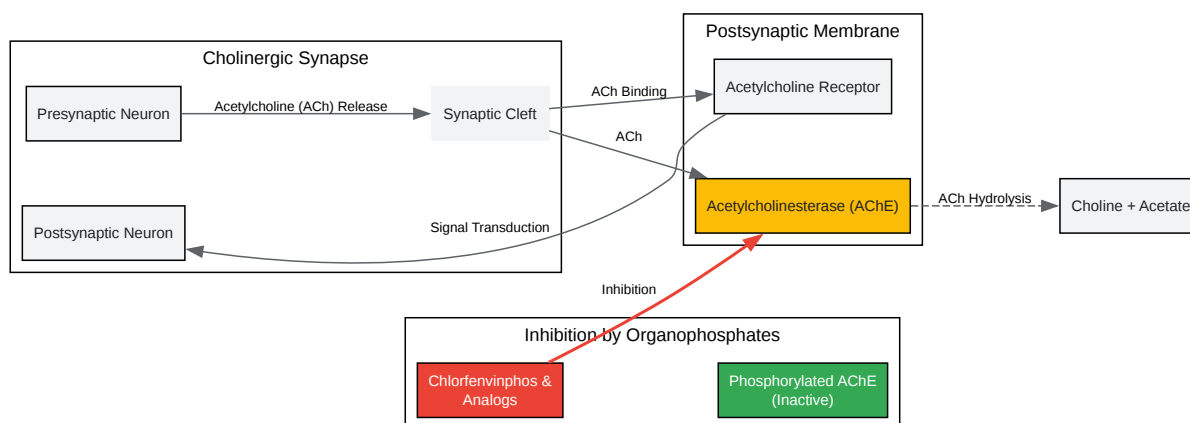 Cholinergic Synapse
Postsynaptic Membrane
Presynaptic Neuron
Acetylcholine (ACh) Release
Synaptic Cleft
ACh Binding
Acetylcholine Receptor
ACh
Acetylcholinesterase (AChE)
ACh Hydrolysis
Choline + Acetate
Postsynaptic Neuron
Signal Transduction
Inhibition
Inhibition by Organophosphates
Chlorfenvinphos &
Analogs
Phosphorylated AChE
(Inactive)